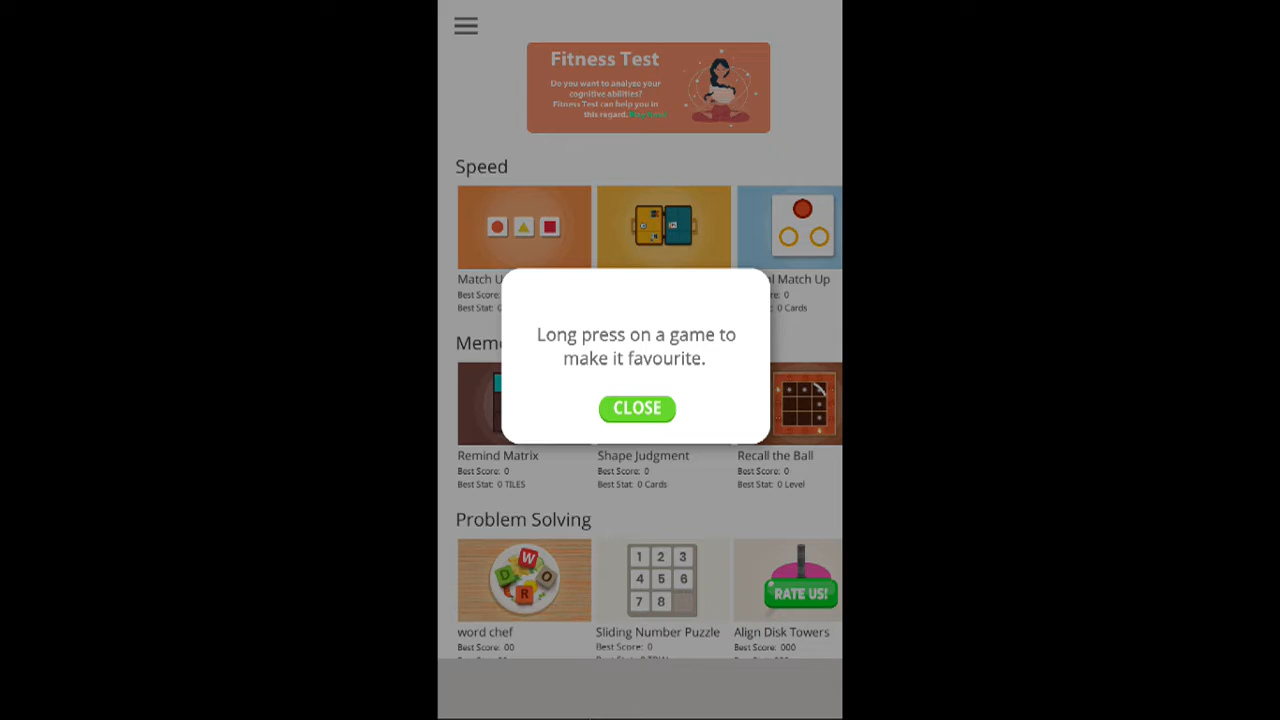 Fitness Test
Do you want to analyze your
cognitive abilities?
Fitness Test can help you in
this regard.
Speed
Match U
Best Score:
Best Stat: 0
l Match Up
re: 0
: 0 Cards
Long press on a game to
make it favourite.
CLOSE
Mem
Remind Matrix
Best Score: 0
Best Stat: 0 TILES
Shape Judgment
Best Score: 0
Best Stat: 0 Cards
Recall the Ball
Best Score: 0
Best Stat: 0 Level
Problem Solving
W
D
O
R
1 2 3
4 5 6
7 8
RATE US!
word chef
Best Score: 00
Sliding Number Puzzle
Best Score: 0
Align Disk Towers
Best Score: 000